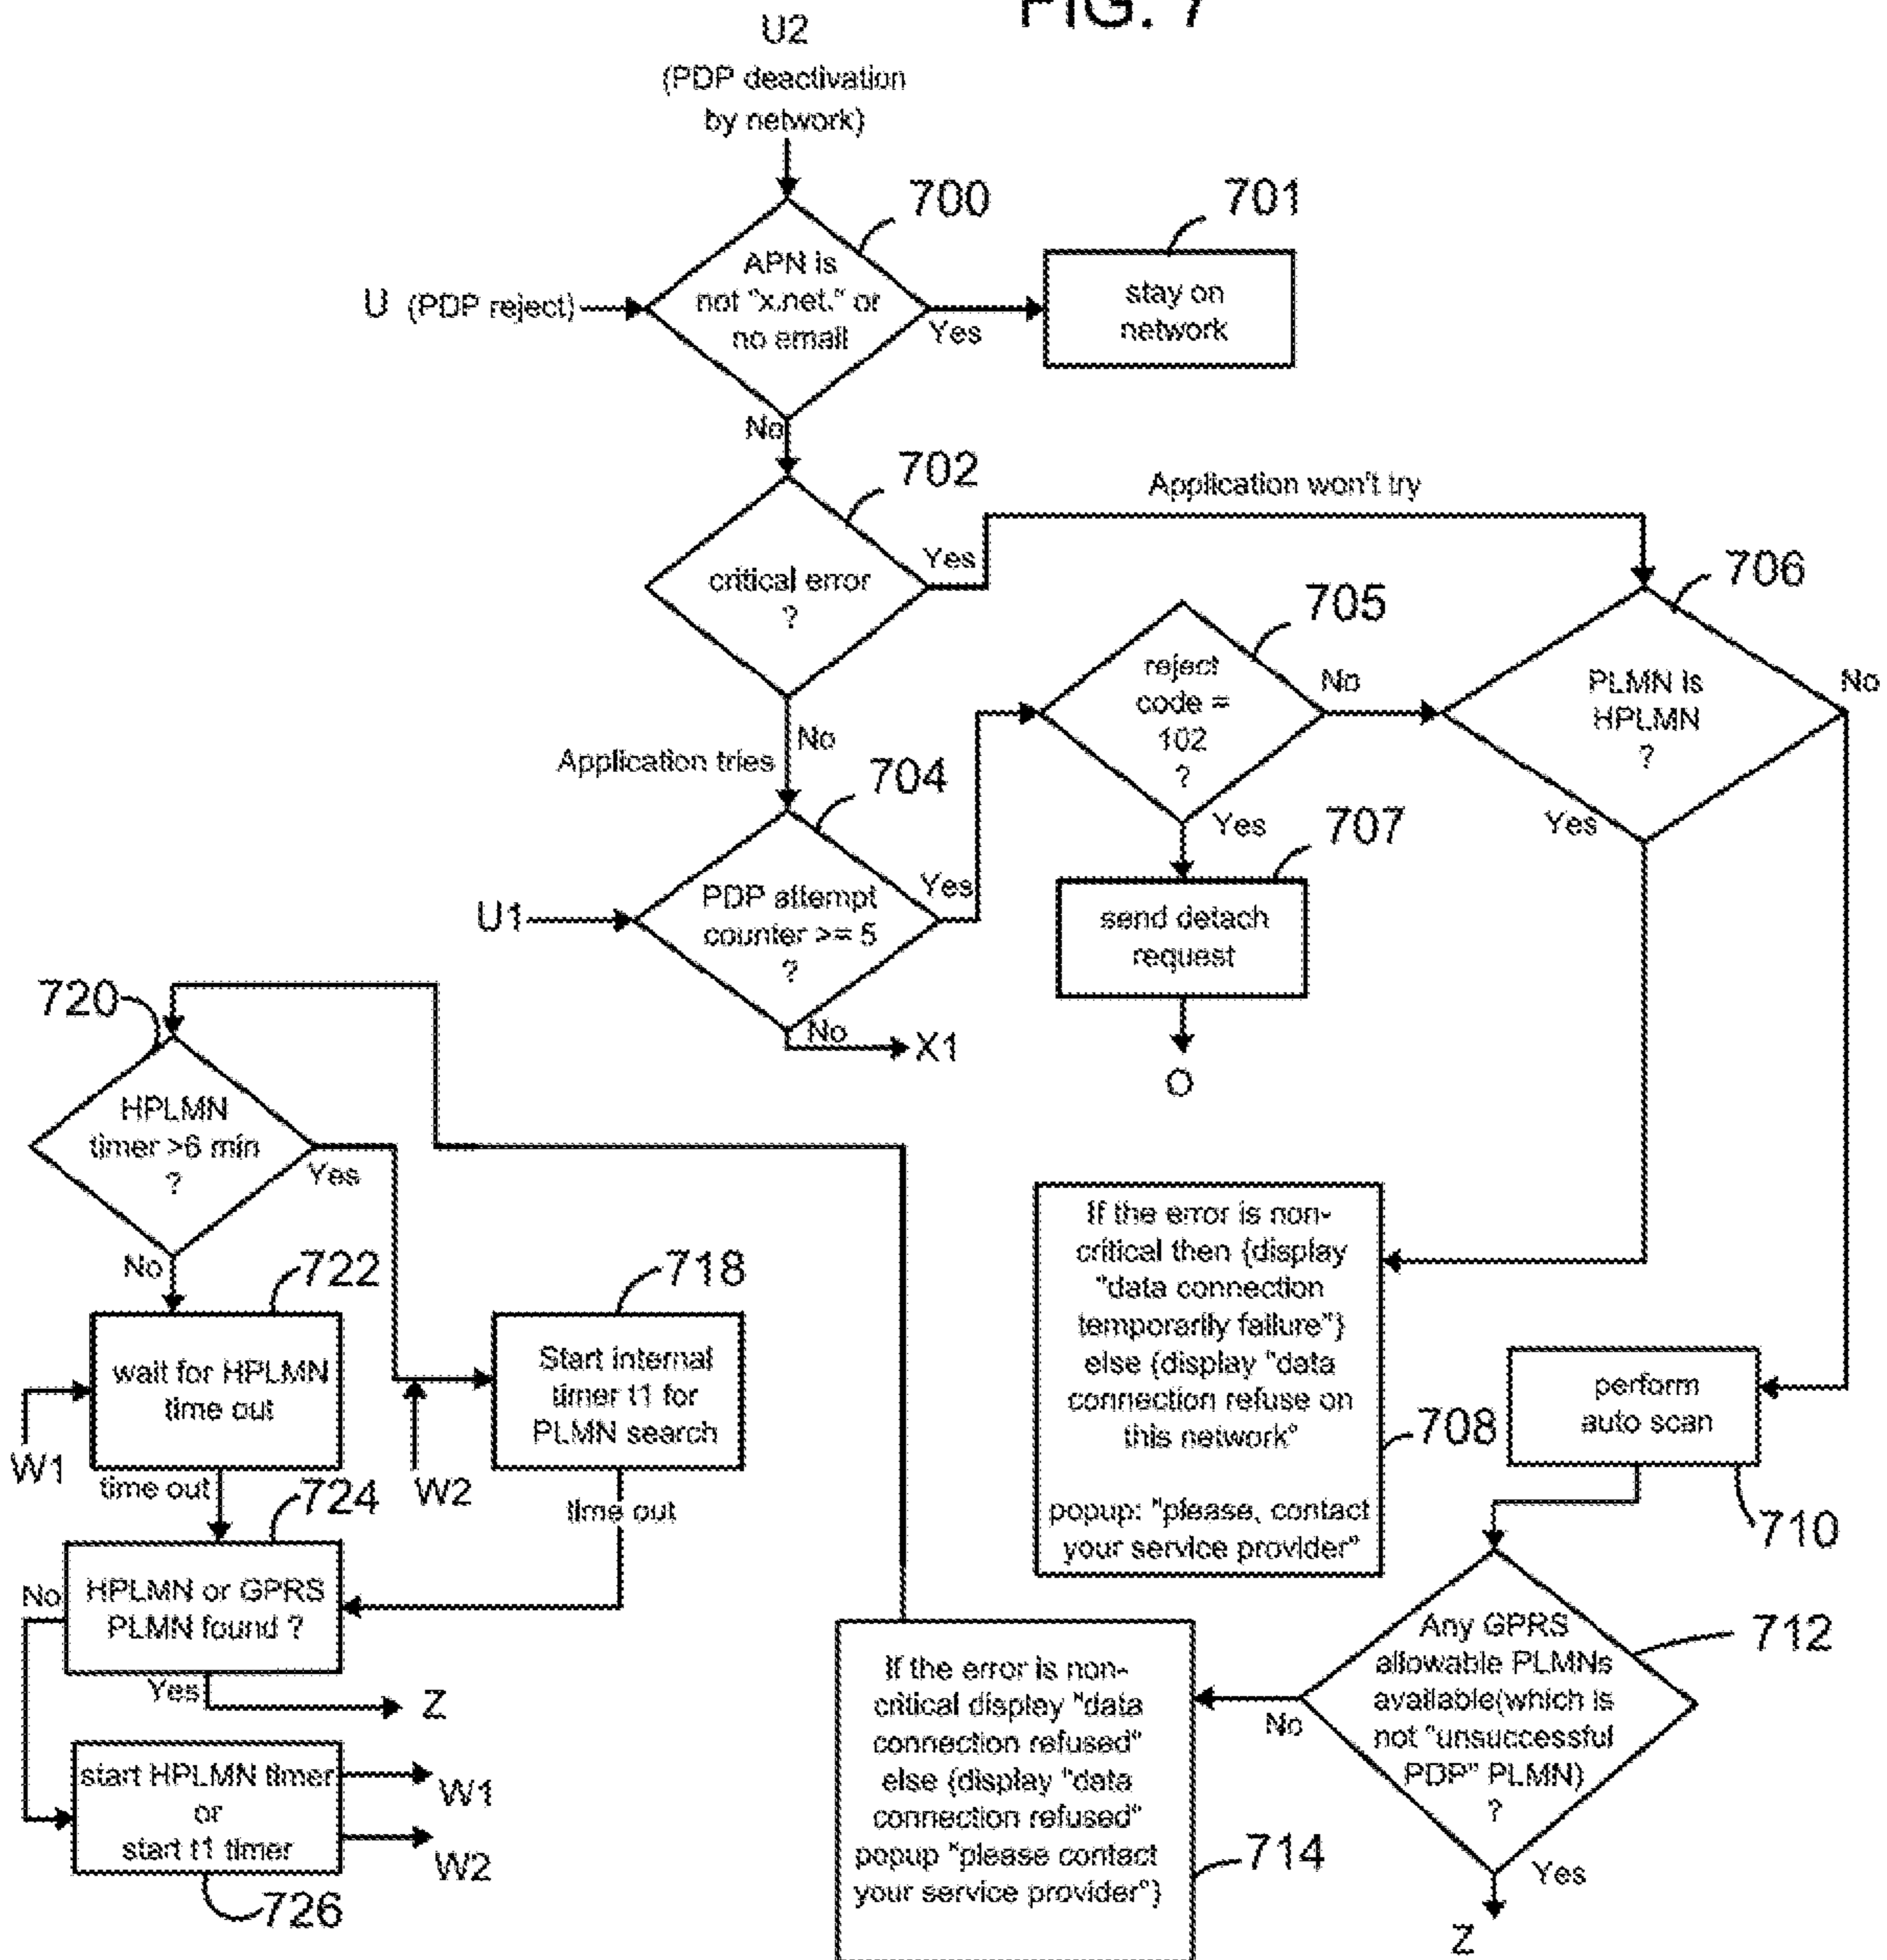 FIG. 7
U2
(PDP deactivation
by network)
700
701
APN is
not "x.net." or
no email
U (PDP reject)
Yes
stay on
network
No
702
Application won't try
critical error
?
Yes
706
705
reject
code =
102
?
No
PLMN is
HPLMN
?
No
No
Application tries
704
Yes
Yes
707
PDP attempt
counter >= 5
?
Yes
U1
send detach
request
720
No
X1
O
HPLMN
timer >6 min
?
Yes
No
722
718
If the error is non-
critical then {display
"data connection
temporarily failure"}
else {display "data
connection refuse on
this network"
popup: "please, contact
your service provider"
708
wait for HPLMN
time out
Start internal
timer t1 for
PLMN search
perform
auto scan
W1
time out
W2
724
time out
710
No
HPLMN or GPRS
PLMN found ?
Any GPRS
allowable PLMNs
available(which is
not "unsuccessful
PDP" PLMN)
?
712
Yes
Z
If the error is non-
critical display "data
connection refused"
else {display "data
connection refused"
popup "please contact
your service provider"}
No
start HPLMN timer
or
start t1 timer
W1
W2
714
Yes
726
Z